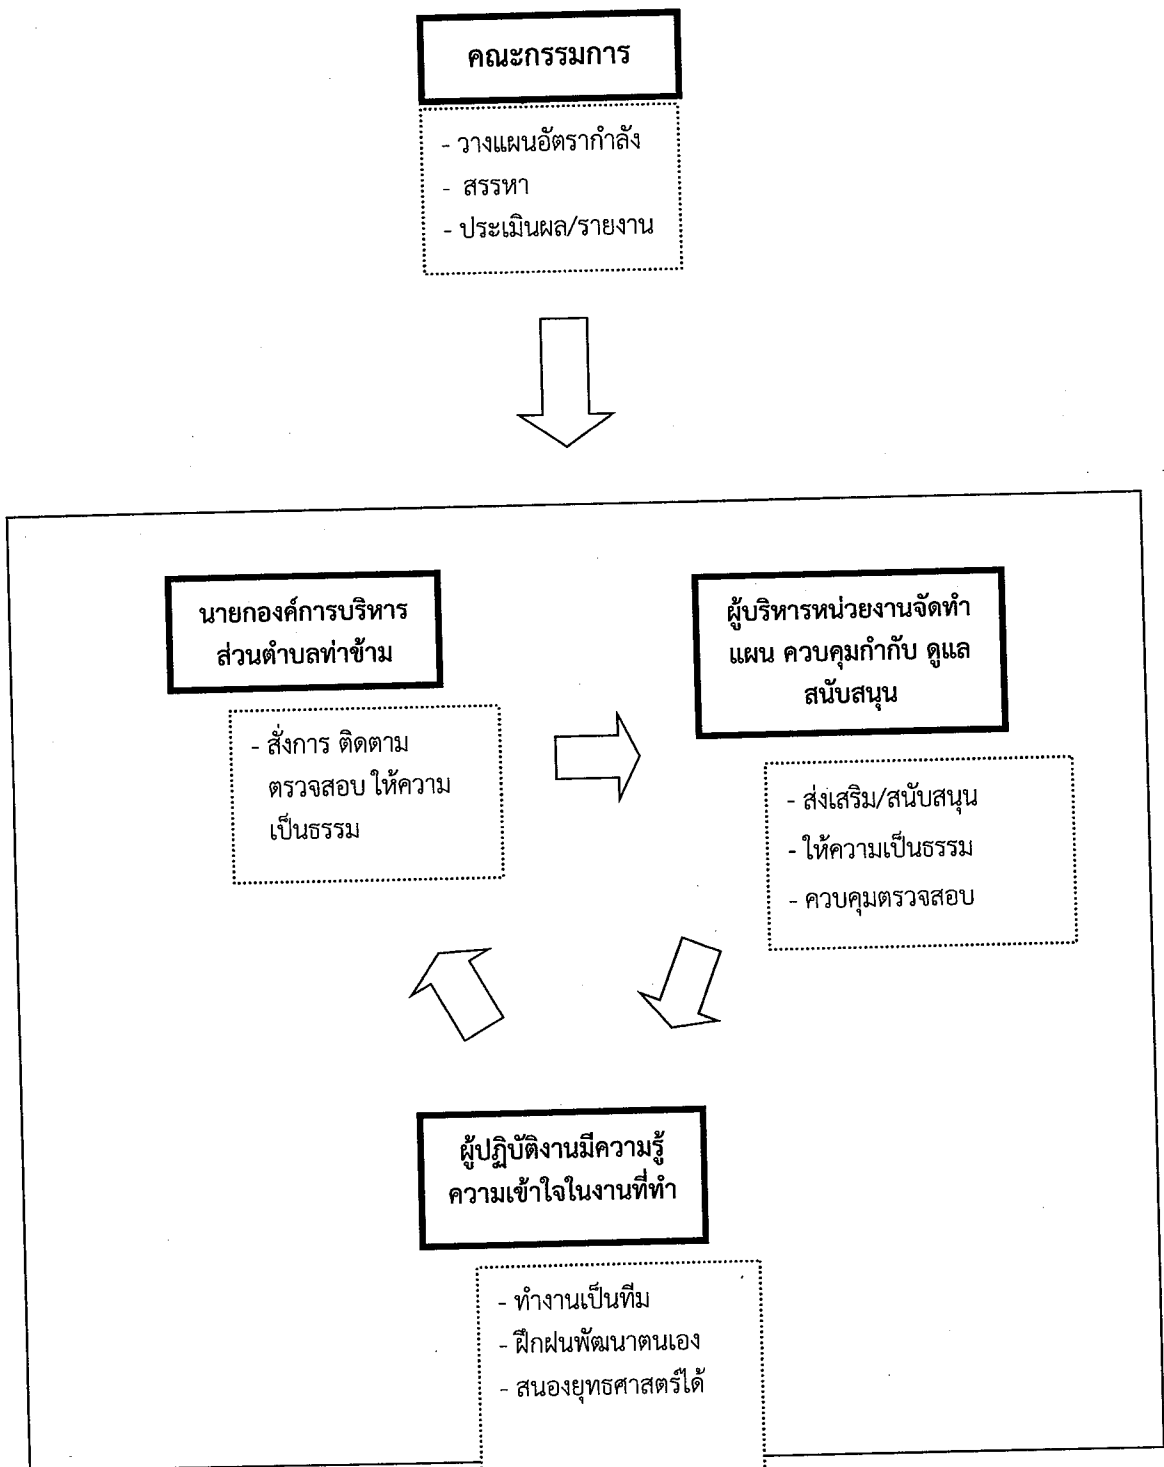 คณะกรรมการ
- วางแผนอัตรากำลัง
- สรรหา
- ประเมินผล/รายงาน
นายกองค์การบริหาร
ส่วนตำบลท่าข้าม
- สั่งการ ติดตาม
ตรวจสอบ ให้ความ
เป็นธรรม
ผู้บริหารหน่วยงานจัดทำ
แผน ควบคุมกำกับ ดูแล
สนับสนุน
- ส่งเสริม/สนับสนุน
- ให้ความเป็นธรรม
- ควบคุมตรวจสอบ
ผู้ปฏิบัติงานมีความรู้
ความเข้าใจในงานที่ทำ
- ทำงานเป็นทีม
- ฝึกฝนพัฒนาตนเอง
- สนองยุทธศาสตร์ได้